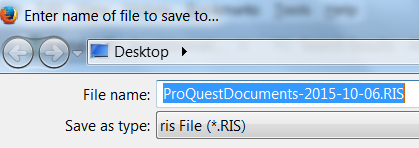 Enter name of file to save to...
Desktop
File name: ProQuestDocuments-2015-10-06.RIS
Save as type: ris File (*.RIS)